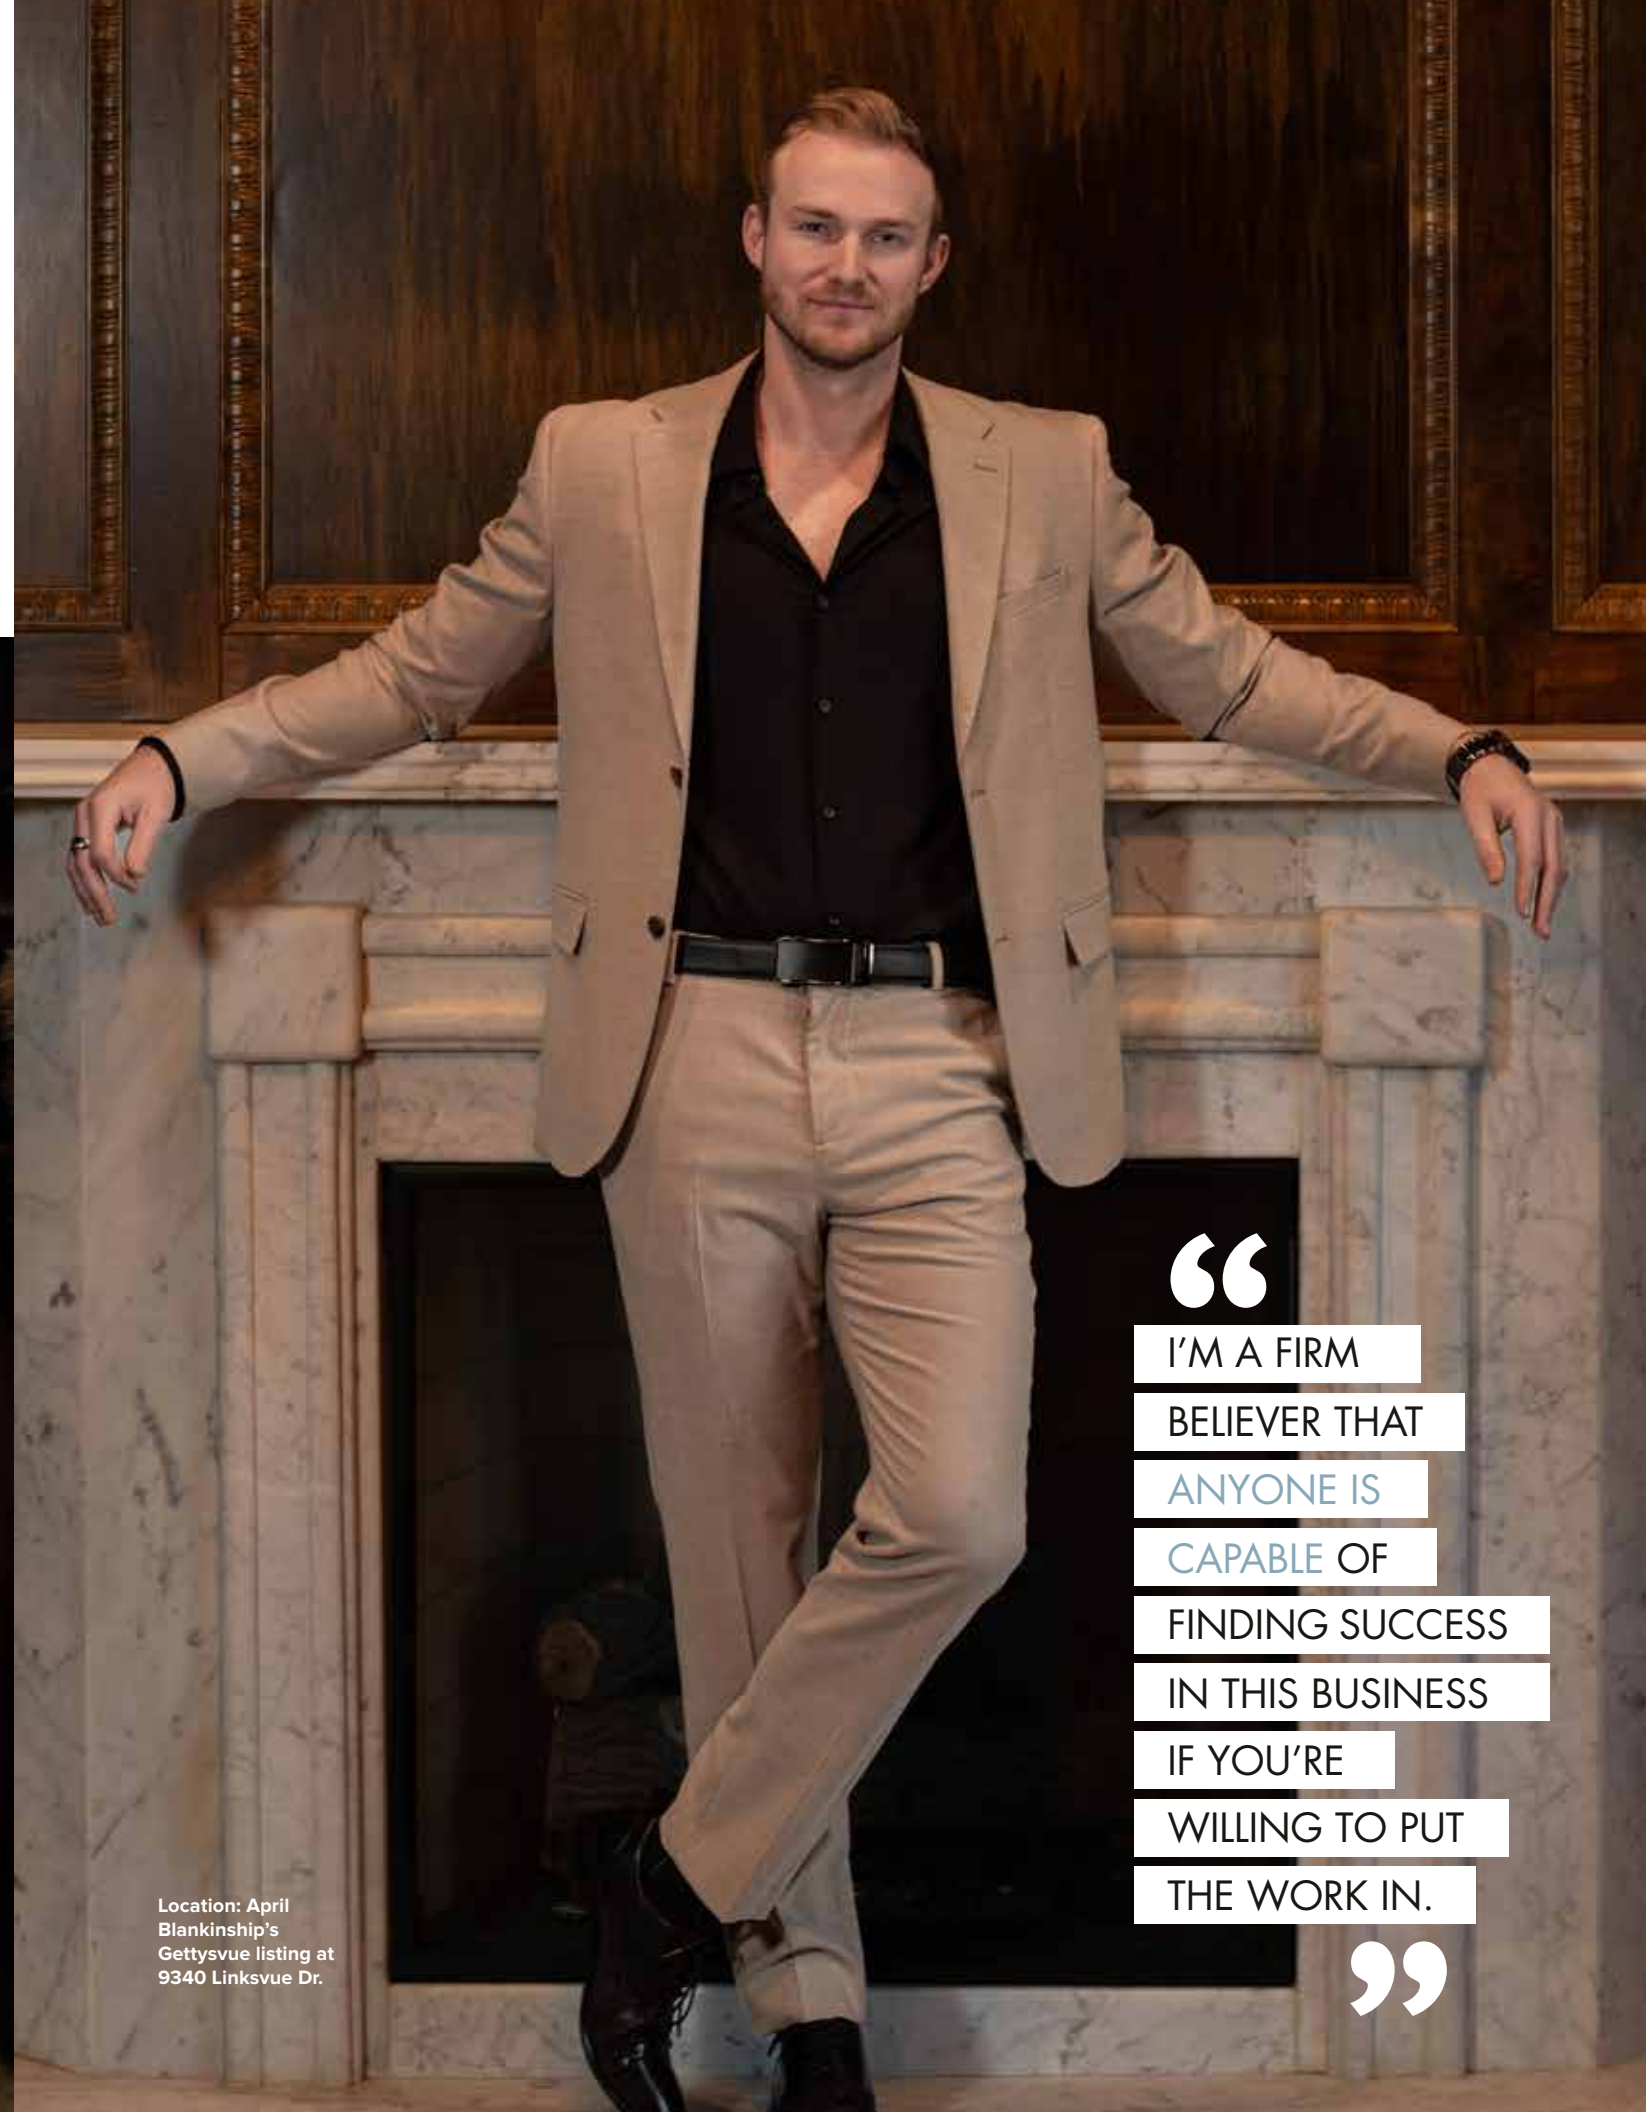 “
I’M A FIRM
BELIEVER THAT
ANYONE IS
CAPABLE OF
FINDING SUCCESS
IN THIS BUSINESS
IF YOU’RE
WILLING TO PUT
THE WORK IN.
”
Location: April
Blankinship’s
Gettysvue listing at
9340 Linksvue Dr.